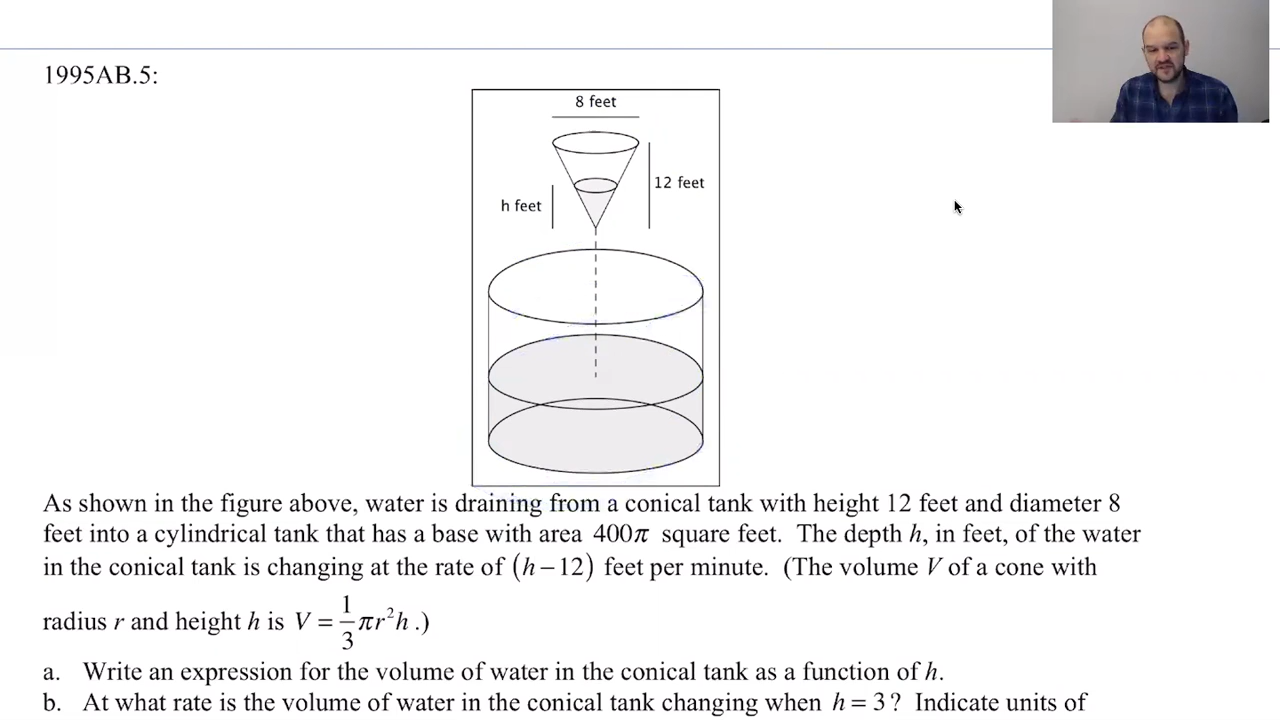 1995AB.5:
8 feet
12 feet
h feet
As shown in the figure above, water is draining from a conical tank with height 12 feet and diameter 8
feet into a cylindrical tank that has a base with area 400π square feet. The depth h, in feet, of the water
in the conical tank is changing at the rate of (h−12) feet per minute. (The volume V of a cone with
radius r and height h is V = 1/3 πr²h .)
a. Write an expression for the volume of water in the conical tank as a function of h.
b. At what rate is the volume of water in the conical tank changing when h = 3? Indicate units of